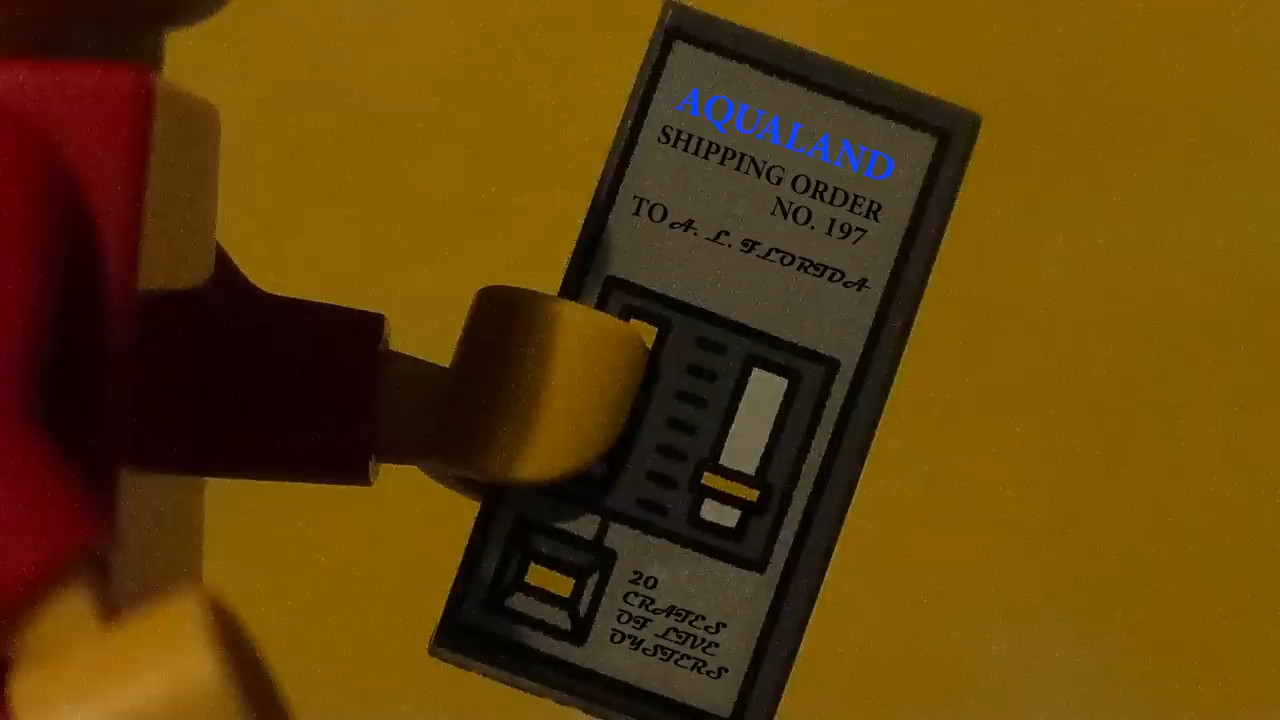 AQUALAND
SHIPPING ORDER
NO. 197
TO A. L. FLORIDA
20
CRATES
OF LIVE
OYSTERS